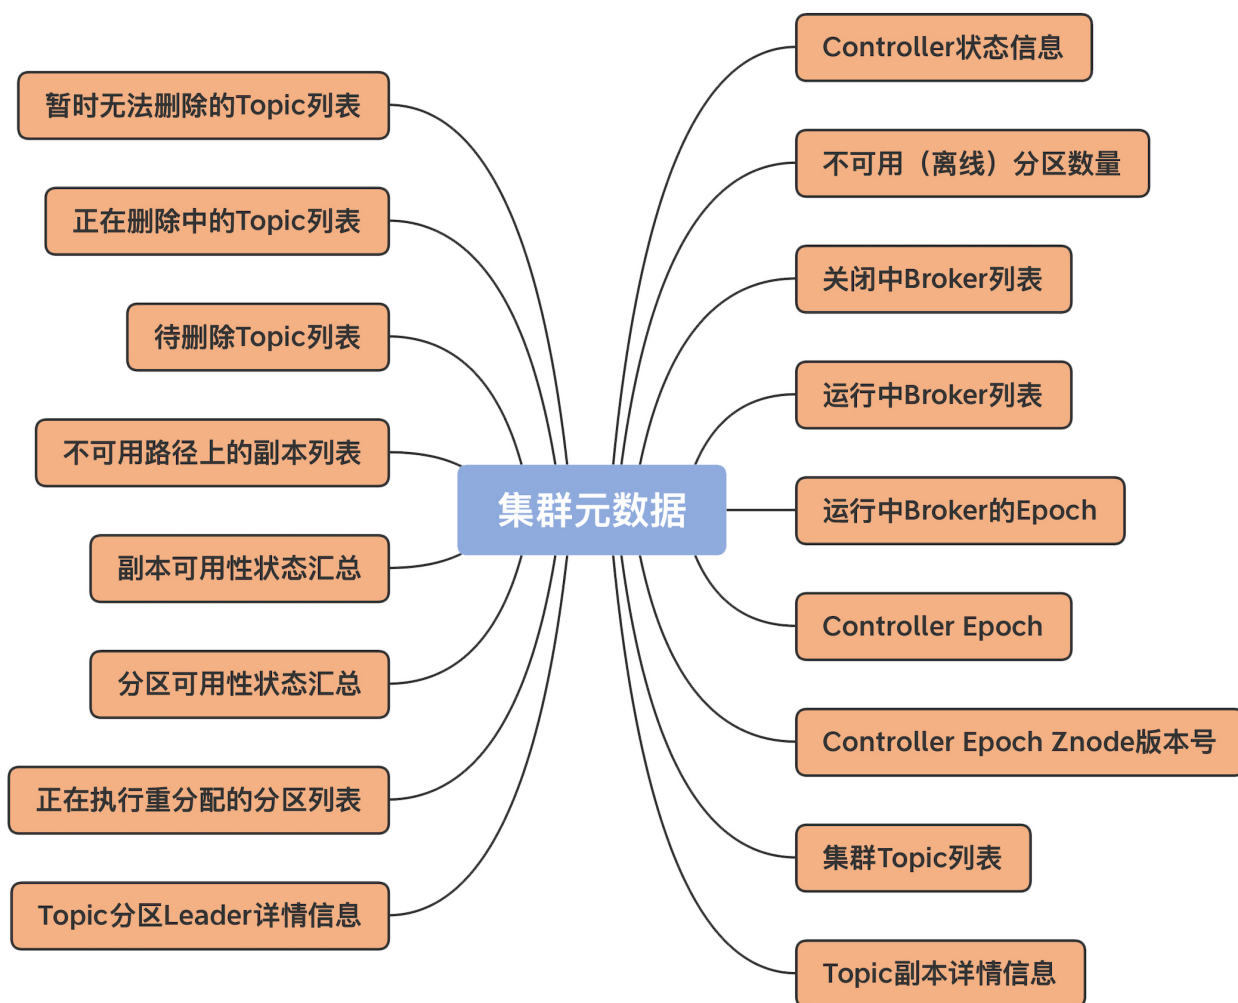 集群元数据
Controller状态信息
不可用（离线）分区数量
关闭中Broker列表
运行中Broker列表
运行中Broker的Epoch
Controller Epoch
Controller Epoch Znode版本号
集群Topic列表
Topic副本详情信息
暂时无法删除的Topic列表
正在删除中的Topic列表
待删除Topic列表
不可用路径上的副本列表
副本可用性状态汇总
分区可用性状态汇总
正在执行重分配的分区列表
Topic分区Leader详情信息